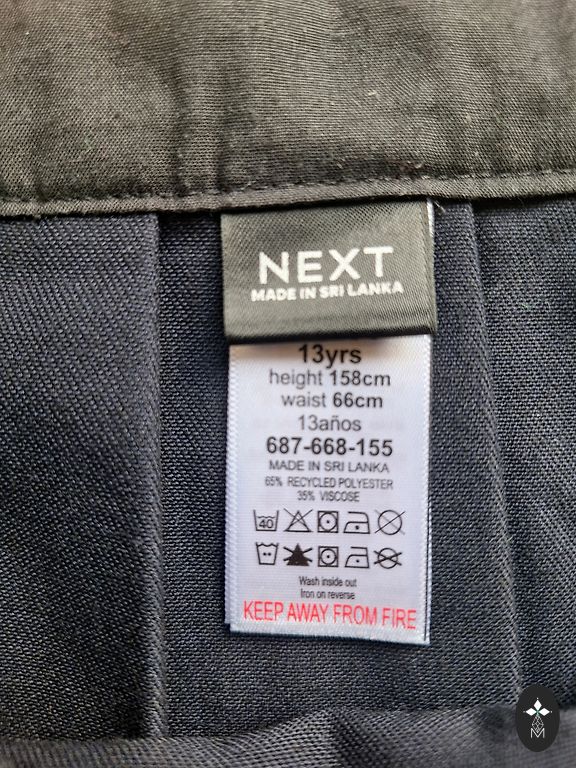 NEXT
MADE IN SRI LANKA
13yrs
height 158cm
waist 66cm
13años
687-668-155
MADE IN SRI LANKA
65% RECYCLED POLYESTER
35% VISCOSE
40
Wash inside out
Iron on reverse
KEEP AWAY FROM FIRE
M